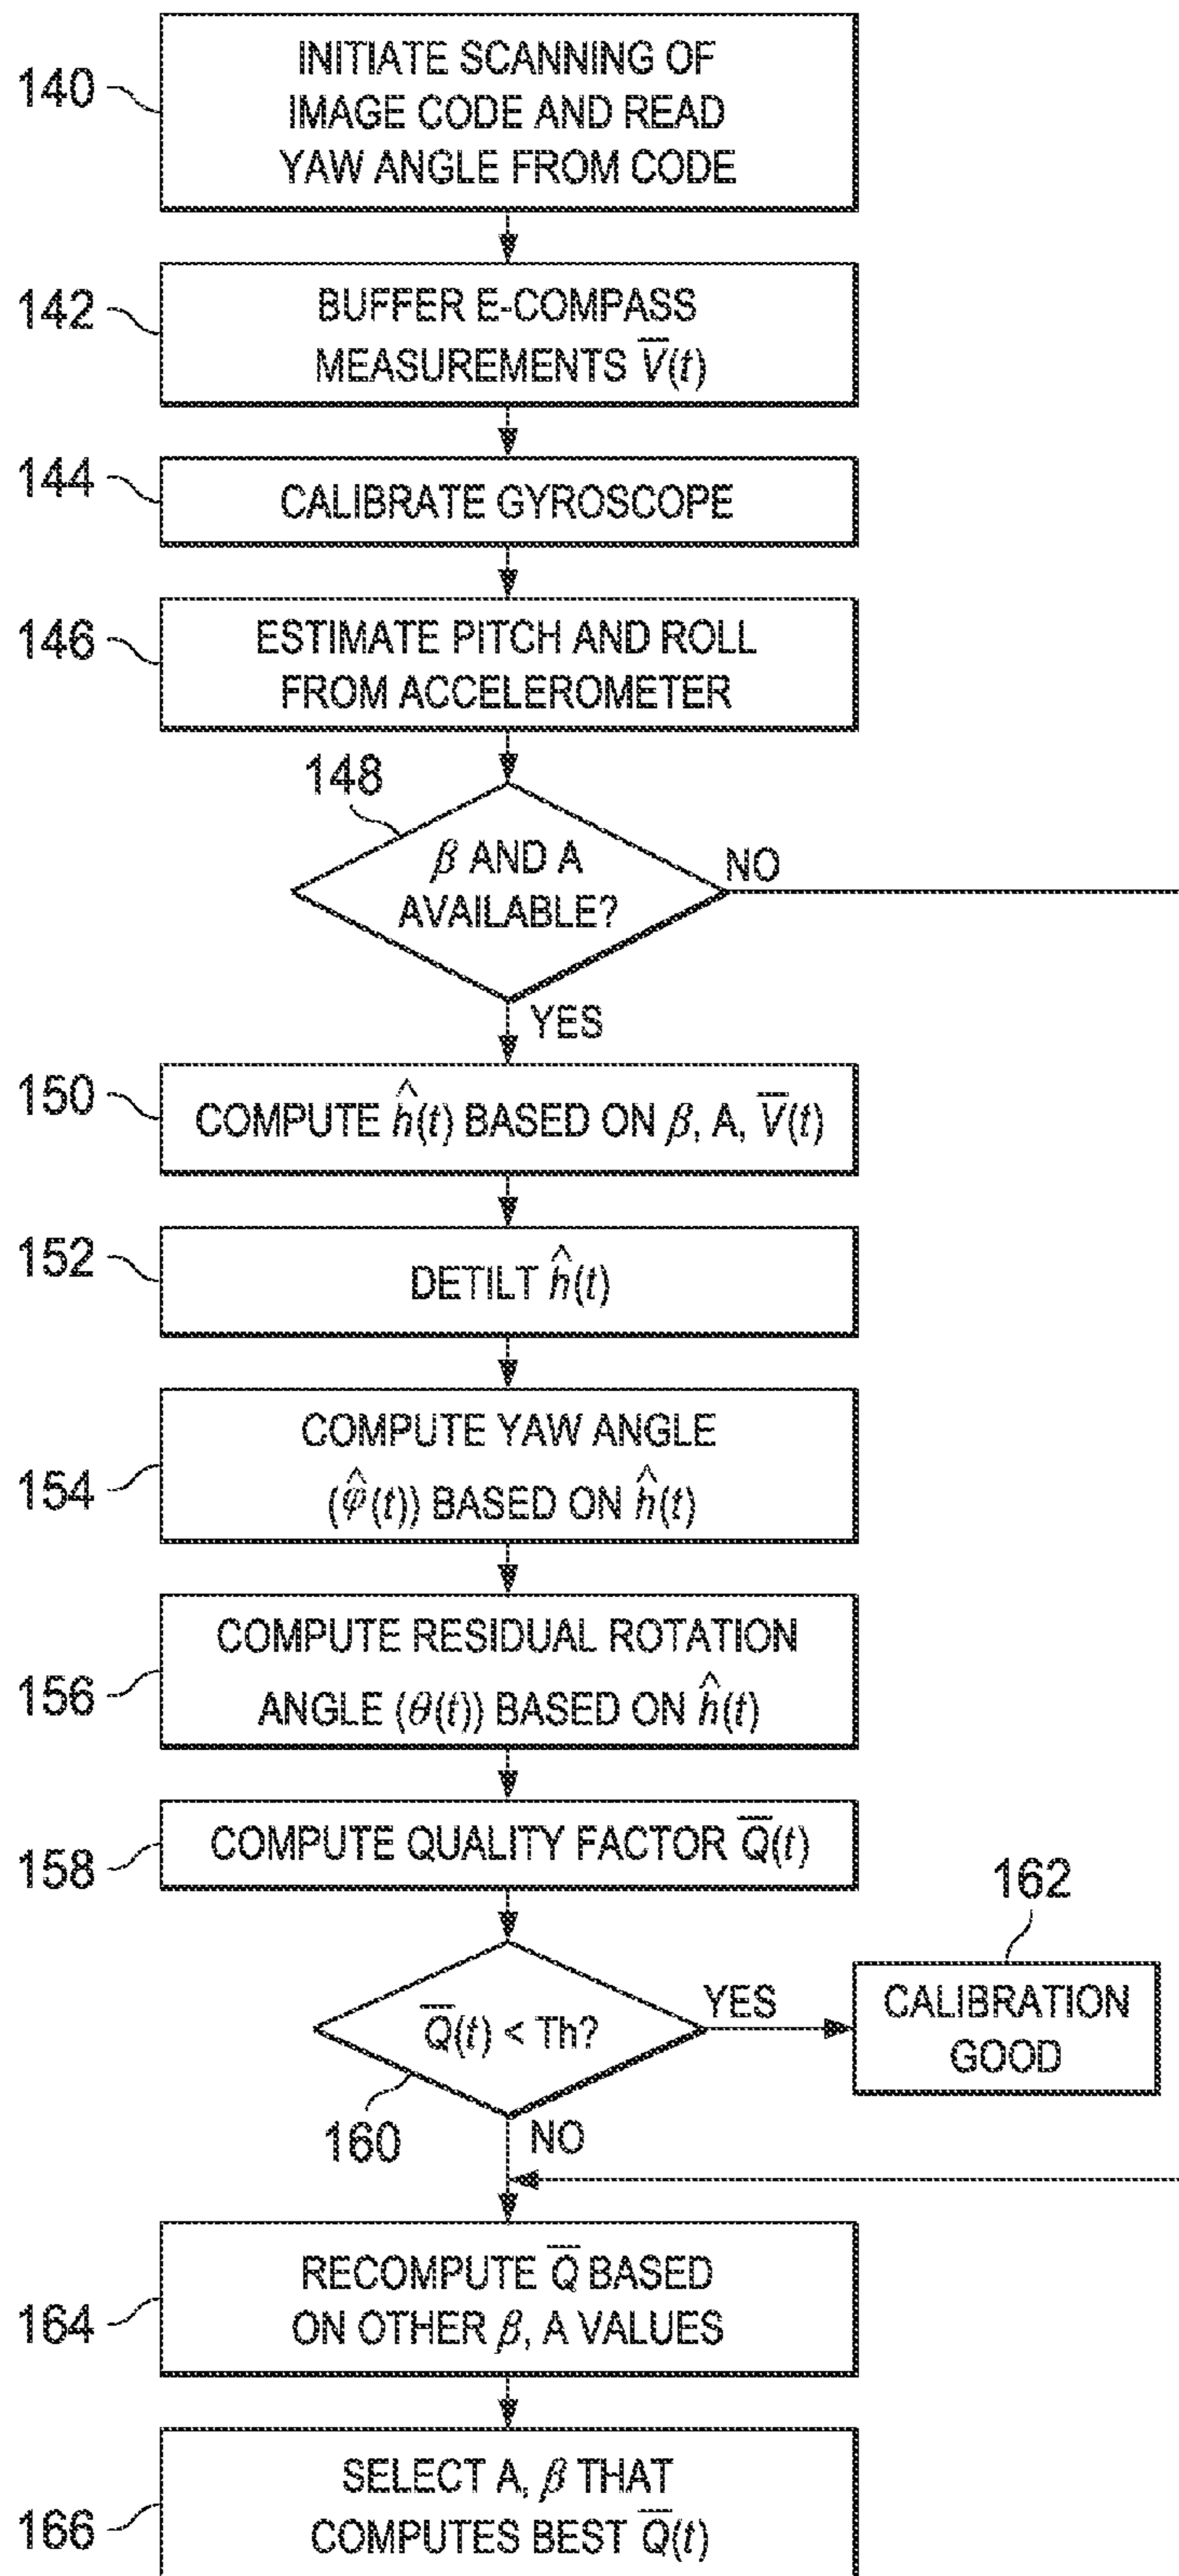 140
INITIATE SCANNING OF
IMAGE CODE AND READ
YAW ANGLE FROM CODE
142
BUFFER E-COMPASS
MEASUREMENTS V̅(t)
144
CALIBRATE GYROSCOPE
146
ESTIMATE PITCH AND ROLL
FROM ACCELEROMETER
148
β AND A
AVAILABLE?
NO
YES
150
COMPUTE ĥ(t) BASED ON β, A, V̅(t)
152
DETILT ĥ(t)
154
COMPUTE YAW ANGLE
(φ̂(t)) BASED ON ĥ(t)
156
COMPUTE RESIDUAL ROTATION
ANGLE (θ(t)) BASED ON ĥ(t)
158
COMPUTE QUALITY FACTOR Q̅(t)
162
CALIBRATION
GOOD
Q̅(t) < Th?
YES
160
NO
164
RECOMPUTE Q̅ BASED
ON OTHER β, A VALUES
166
SELECT A, β THAT
COMPUTES BEST Q̅(t)